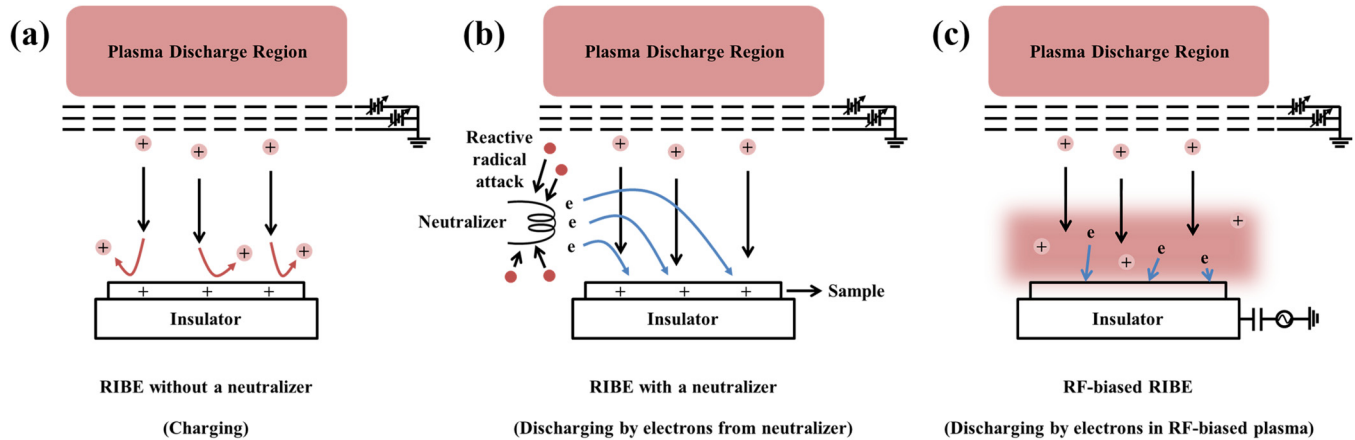 (a)
Plasma Discharge Region
+ + +
+ + +
+ + +
Insulator
RIBE without a neutralizer
(Charging)
(b)
Plasma Discharge Region
+ + +
Reactive
radical
attack
Neutralizer
e
e
e
+ + +
Sample
Insulator
RIBE with a neutralizer
(Discharging by electrons from neutralizer)
(c)
Plasma Discharge Region
+ + +
+
e
+ + e e
Insulator
RF-biased RIBE
(Discharging by electrons in RF-biased plasma)